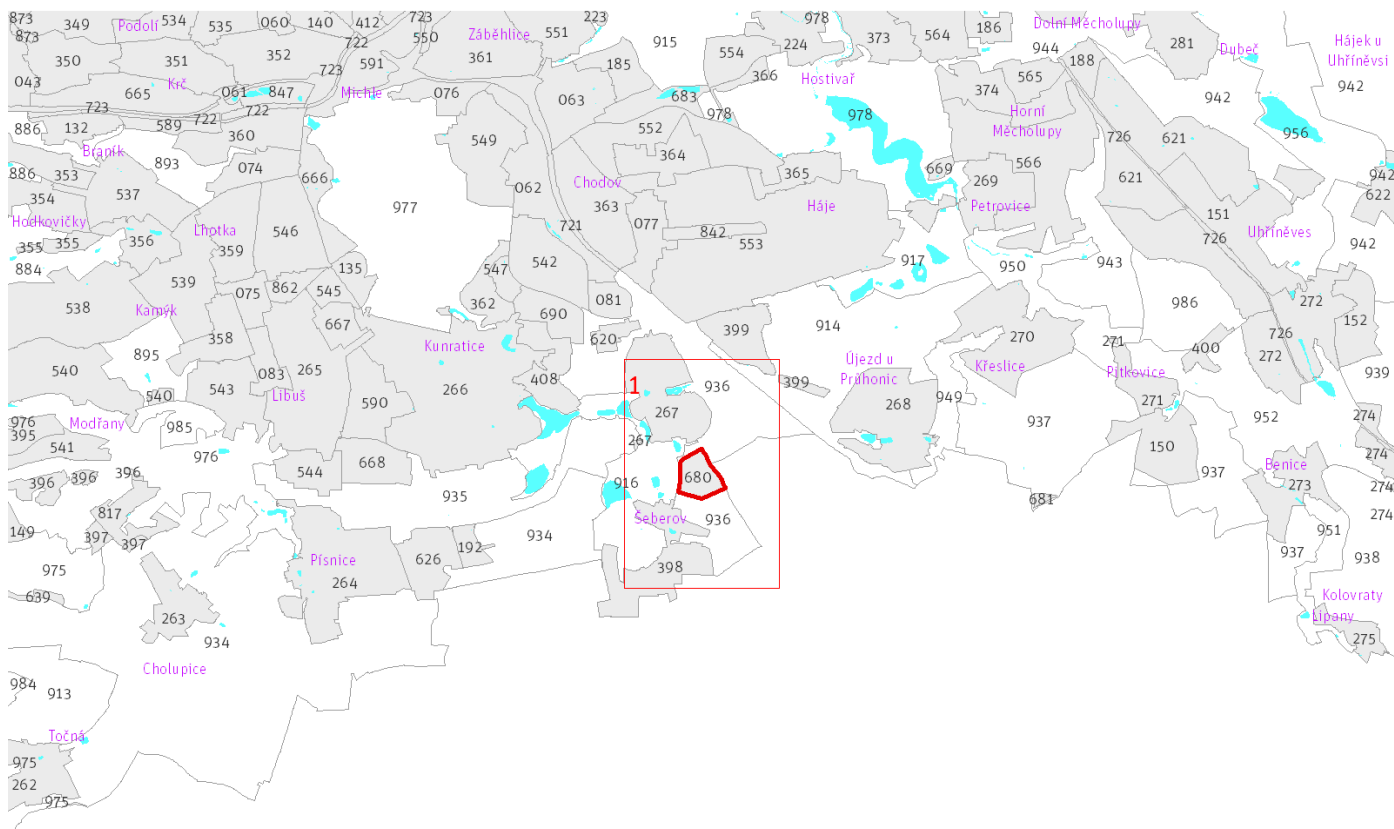 873 349 Podolí 534 535 060 140 412 723 223 978 Dolní Měcholupy
873 722 550 Záběhlice 551 915 554 224 373 564 186 944 281 Dubeč Hájek u
Uhříněvsi
350 351 352 723 591 361 185 366 Hostivař 565 188
043 665 Krč 061 847 Michle 076 063 683 374 942 942
723 722 722 978 978 Horní
Měcholupy
886 132 589 360 552 726 621 956
Braník 893 549 364
886 353 074 666 365 669 566 942
354 537 062 Chodov 269 621 622
Hodkovičky 977 363 Háje Petrovice 151
355 355 356 Lhotka 546 721 077 842 553 726 Uhříněves 942
884 359 547 542 917 950 943
538 539 135 362 081 986 272
Kamýk 075 862 545 690 914 152
358 667 620 399 270 271 400 726
895 Kunratice Újezd u
Průhonic Křeslice Pitkovice 272 939
540 543 083 265 266 408
540 Libuš 590 1 936 399 268 949 271 952 274
976 Modřany 985 267 937
395 541 976 267 150 274
396 396 396 544 668 680 937 Benice
817 935 916 681 273 274
149 397 397 Šeberov 936 951 274
975 Písnice 626 192 934 937 938
639 264 398 Kolovraty
263 934 Lipany
275
Cholupice
984 913
Točná
975
262 975